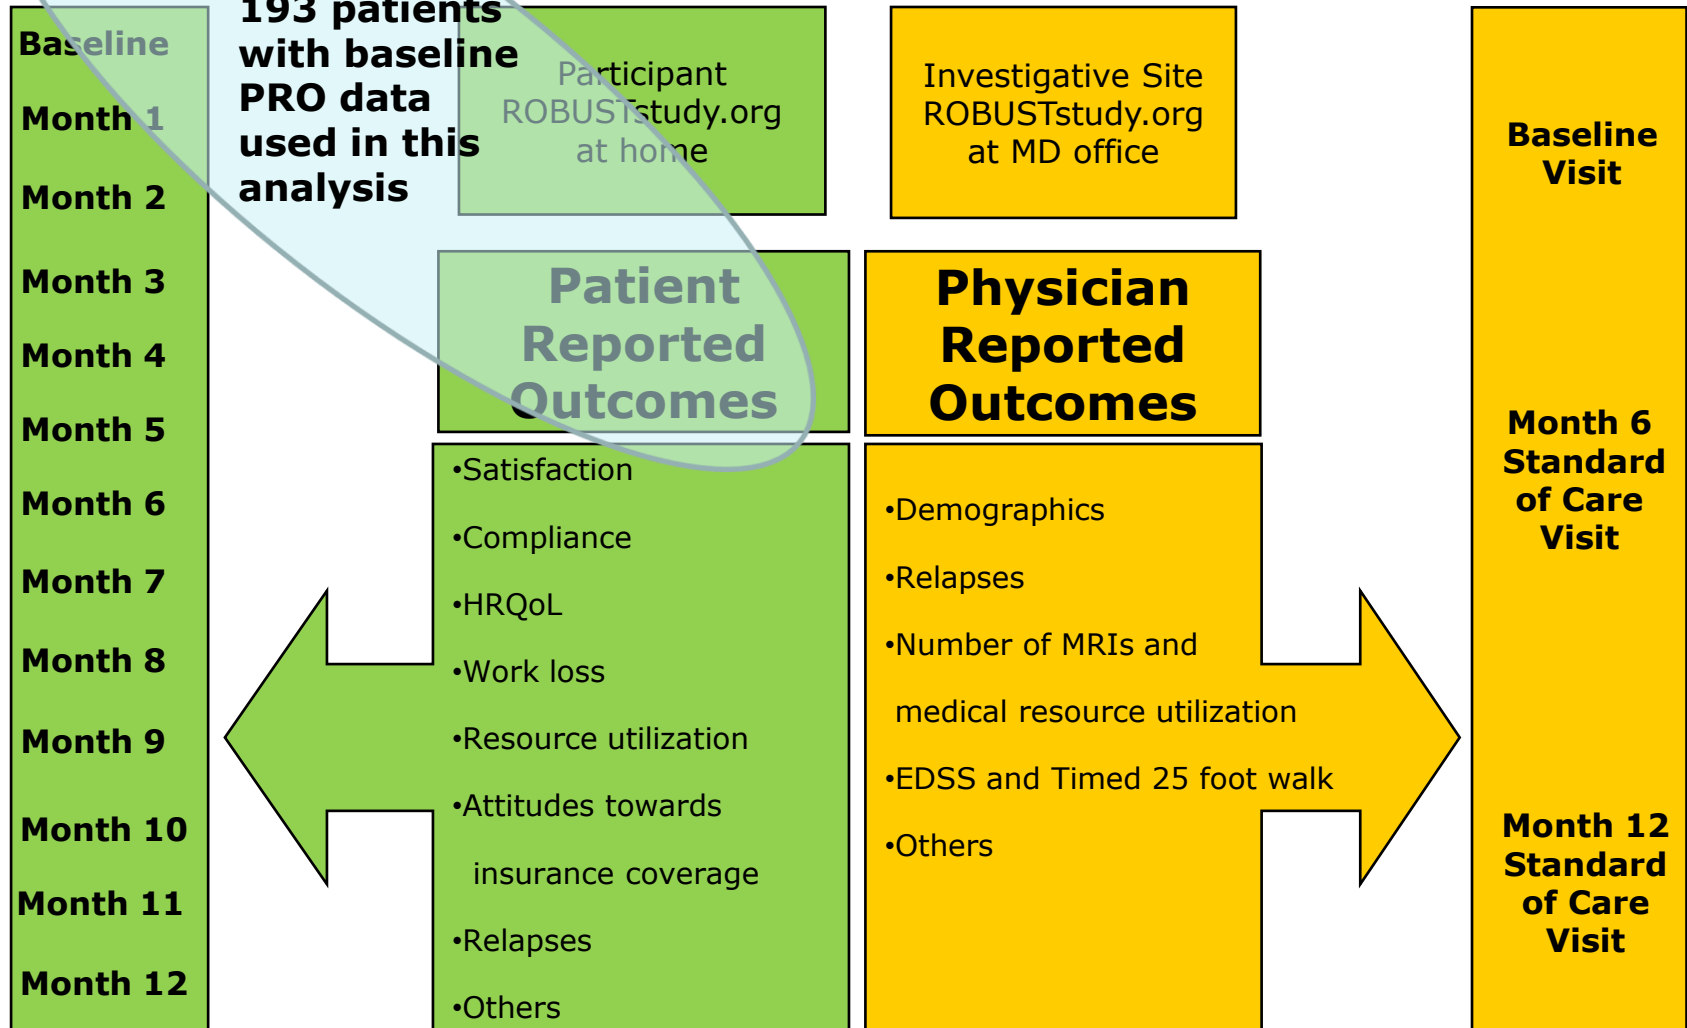 Baseline
Month 1
Month 2
Month 3
Month 4
Month 5
Month 6
Month 7
Month 8
Month 9
Month 10
Month 11
Month 12
193 patients
with baseline
PRO data
used in this
analysis
Participant
ROBUSTstudy.org
at home
Patient
Reported
Outcomes
•Satisfaction
•Compliance
•HRQoL
•Work loss
•Resource utilization
•Attitudes towards
insurance coverage
•Relapses
•Others
Investigative Site
ROBUSTstudy.org
at MD office
Physician
Reported
Outcomes
•Demographics
•Relapses
•Number of MRIs and
medical resource utilization
•EDSS and Timed 25 foot walk
•Others
Baseline
Visit
Month 6
Standard
of Care
Visit
Month 12
Standard
of Care
Visit